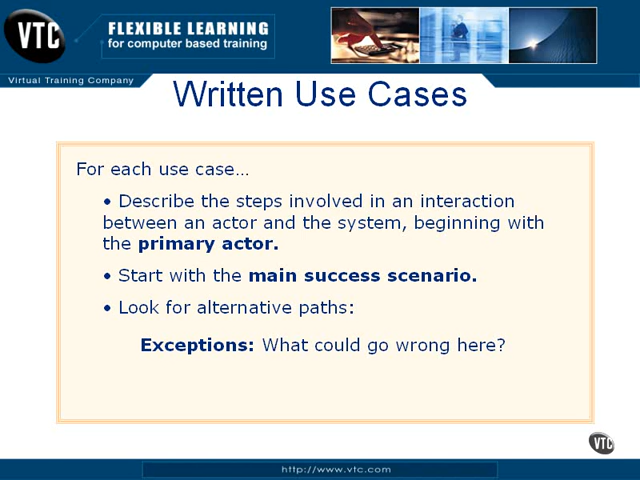 VTC
FLEXIBLE LEARNING
for computer based training
Virtual Training Company
Written Use Cases
For each use case…
• Describe the steps involved in an interaction
between an actor and the system, beginning with
the primary actor.
• Start with the main success scenario.
• Look for alternative paths:
Exceptions: What could go wrong here?
VTC
http://www.vtc.com